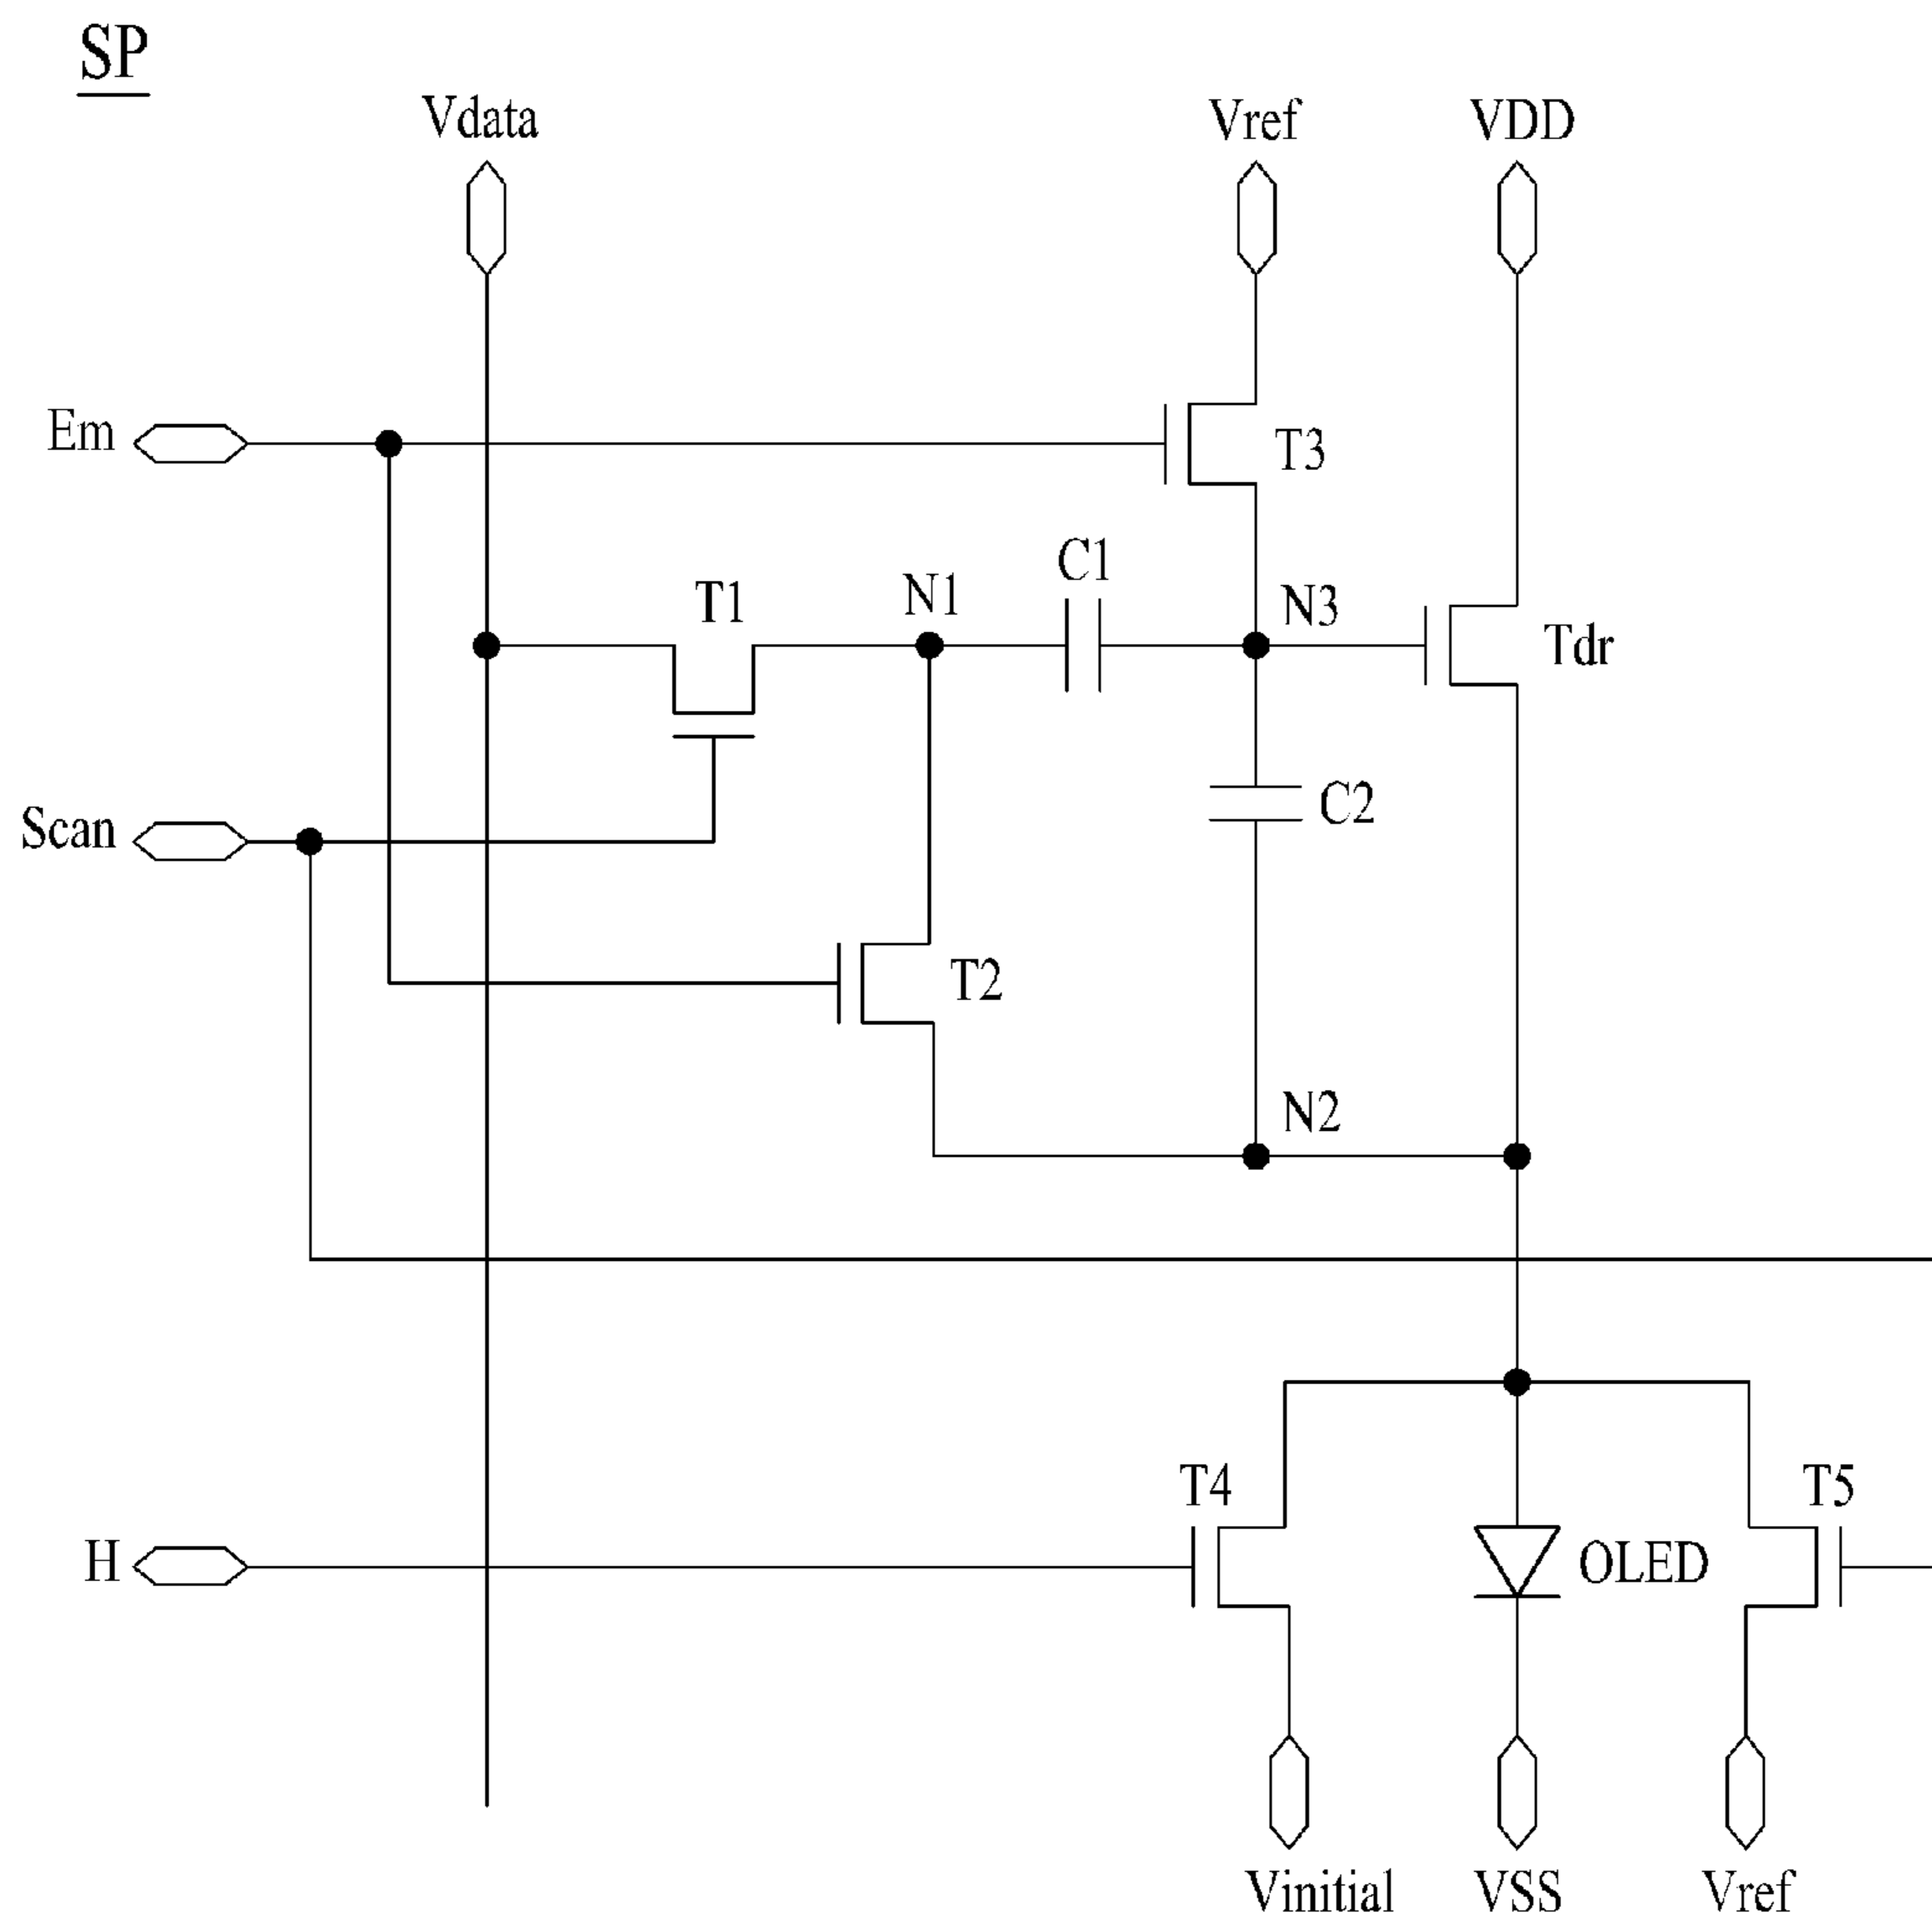 SP
Vdata
Vref
VDD
Em
T3
C1
T1
N1
N3
Tdr
C2
Scan
T2
N2
T4
T5
H
OLED
Vinitial
VSS
Vref